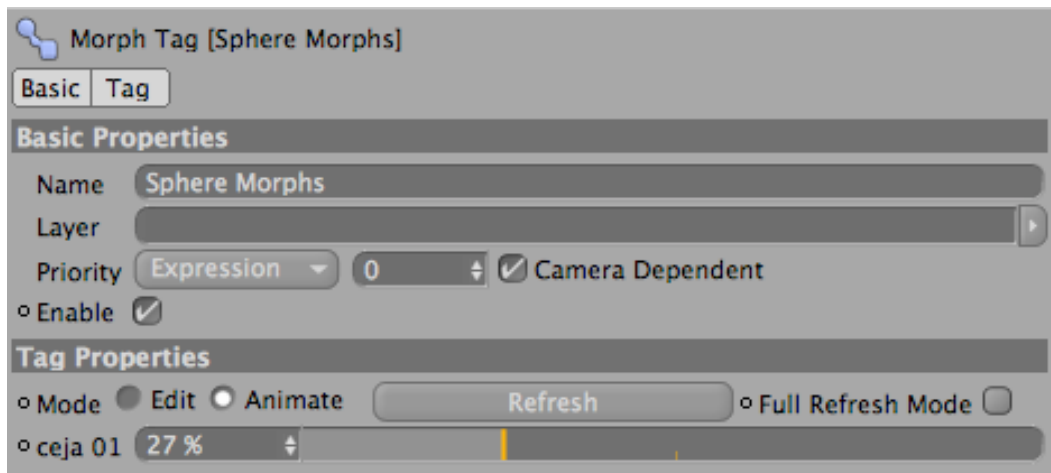 Morph Tag [Sphere Morphs]
Basic Tag
Basic Properties
Name Sphere Morphs
Layer
Priority Expression 0 Camera Dependent
Enable
Tag Properties
Mode Edit Animate Refresh Full Refresh Mode
ceja 01 27 %